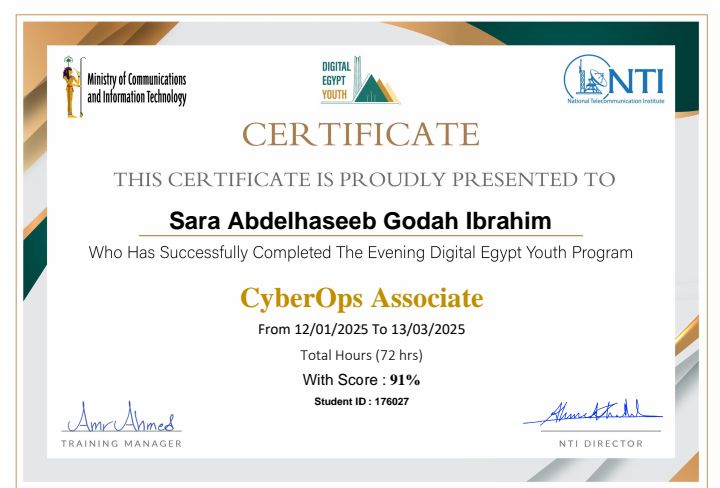 Ministry of Communications
and Information Technology
DIGITAL
EGYPT
YOUTH
NTI
National Telecommunication Institute
CERTIFICATE
THIS CERTIFICATE IS PROUDLY PRESENTED TO
Sara Abdelhaseeb Godah Ibrahim
Who Has Successfully Completed The Evening Digital Egypt Youth Program
CyberOps Associate
From 12/01/2025 To 13/03/2025
Total Hours (72 hrs)
With Score : 91%
Student ID : 176027
Amr Ahmed
TRAINING MANAGER
NTI DIRECTOR